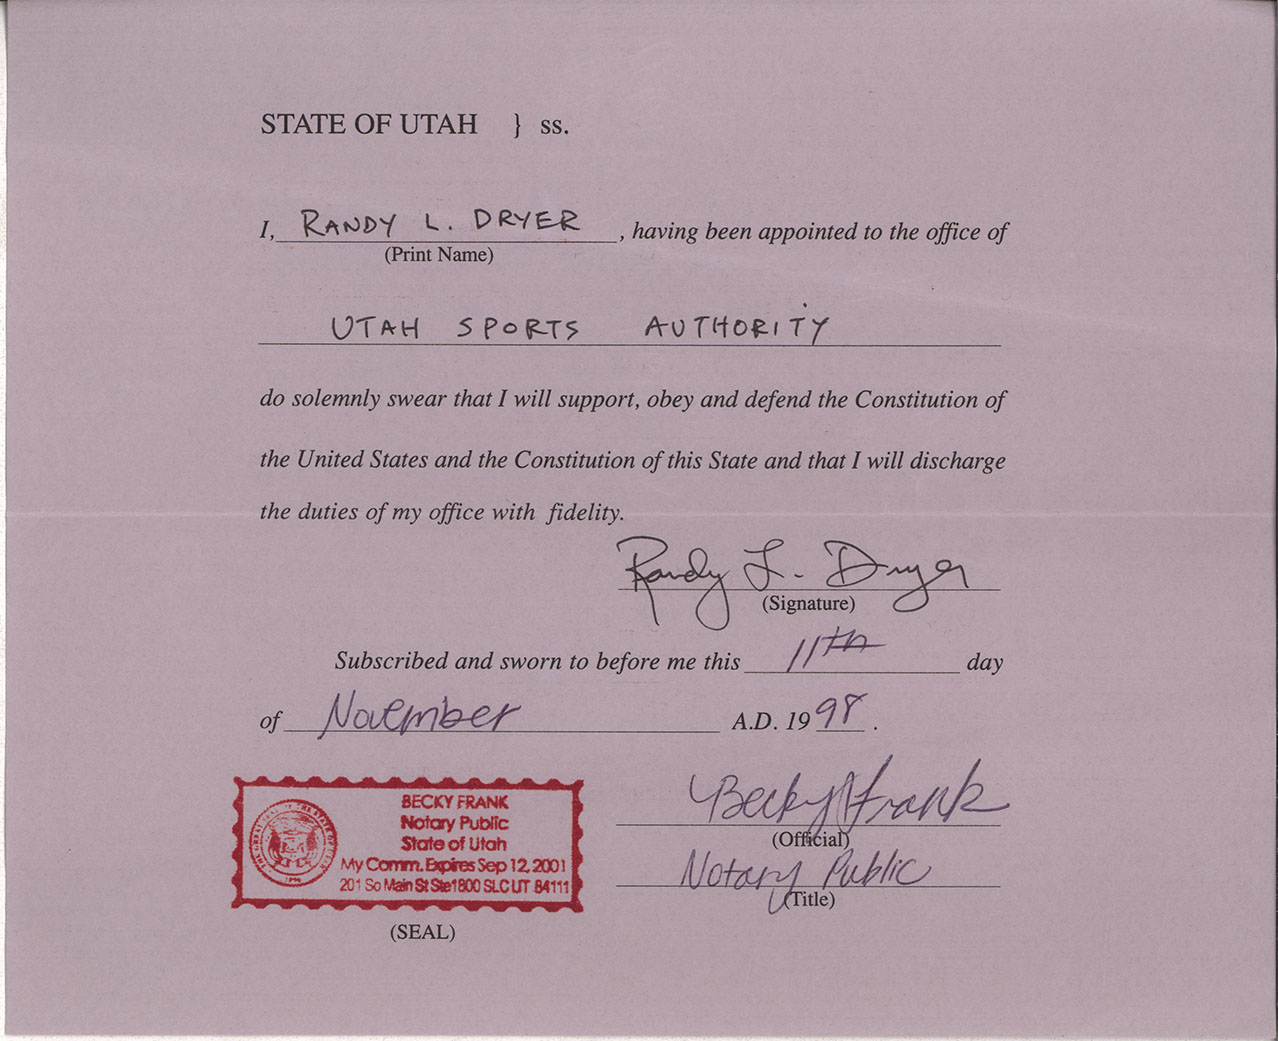 STATE OF UTAH } ss.
I, RANDY L. DRYER , having been appointed to the office of
(Print Name)
UTAH SPORTS AUTHORITY
do solemnly swear that I will support, obey and defend the Constitution of
the United States and the Constitution of this State and that I will discharge
the duties of my office with fidelity.
Randy L. Dryer
(Signature)
Subscribed and sworn to before me this 11th day
of November A.D. 1998 .
BECKY FRANK
Notary Public
State of Utah
My Comm. Expires Sep 12, 2001
201 So Main St Ste 1800 SLC UT 84111
(SEAL)
Becky Frank
(Official)
Notary Public
(Title)